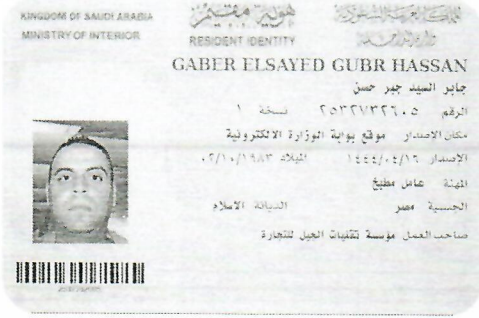 KINGDOM OF SAUDI ARABIA
MINISTRY OF INTERIOR
هوية مقيم
RESIDENT IDENTITY
المملكة العربية السعودية
وزارة الداخلية
GABER ELSAYED GUBR HASSAN
جابر السيد جبر حسن
الرقم ٢٥٣٢٧٣٢٦٠٥ نسخة ١
مكان الاصدار موقع بوابة الوزارة الالكترونية
الإصدار ١٤٤٤/٠٤/١٦ الميلاد ٠٢/١٠/١٩٨٣
المهنة عامل مطبخ
الجنسية مصر الديانة الاسلام
صاحب العمل مؤسسة تقنيات الجيل للتجارة